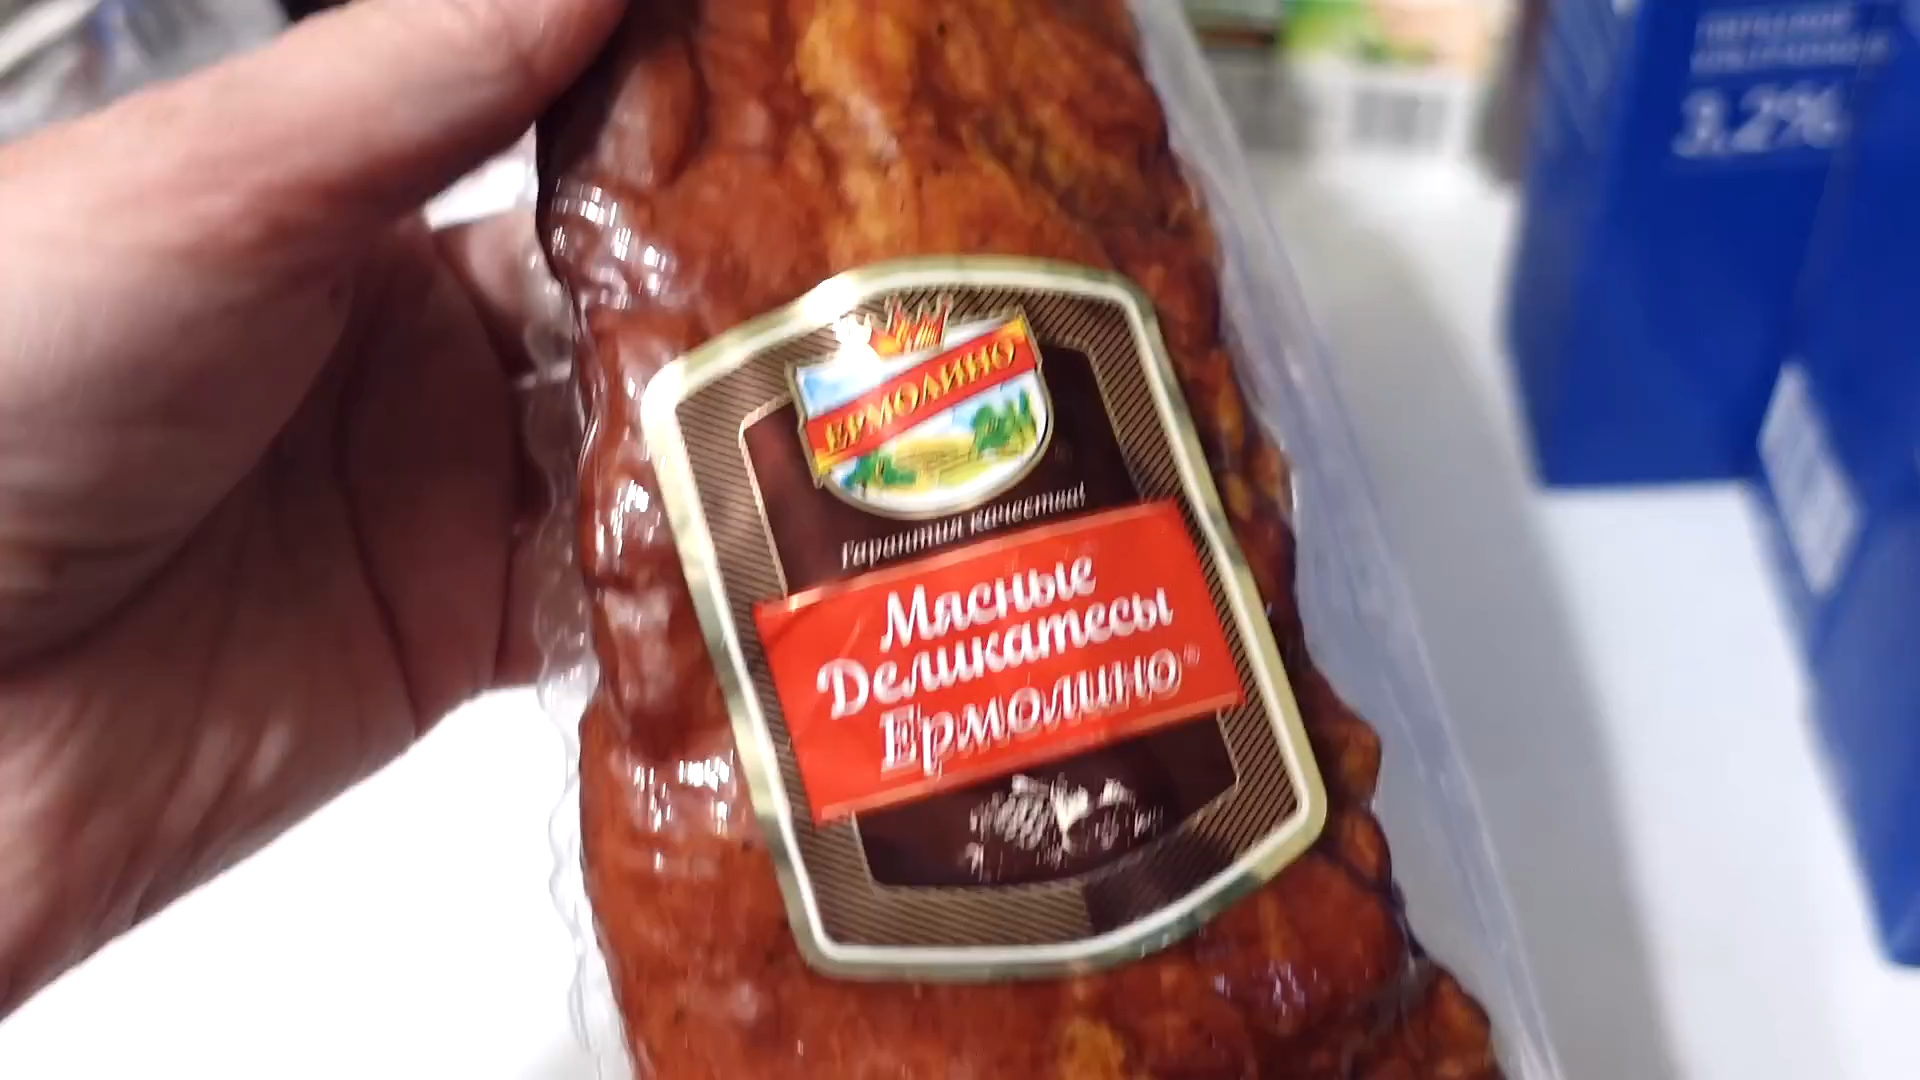 ЕРМОЛИНО
Гарантия качества!
Мясные
Деликатесы
Ермолино®
3,2%